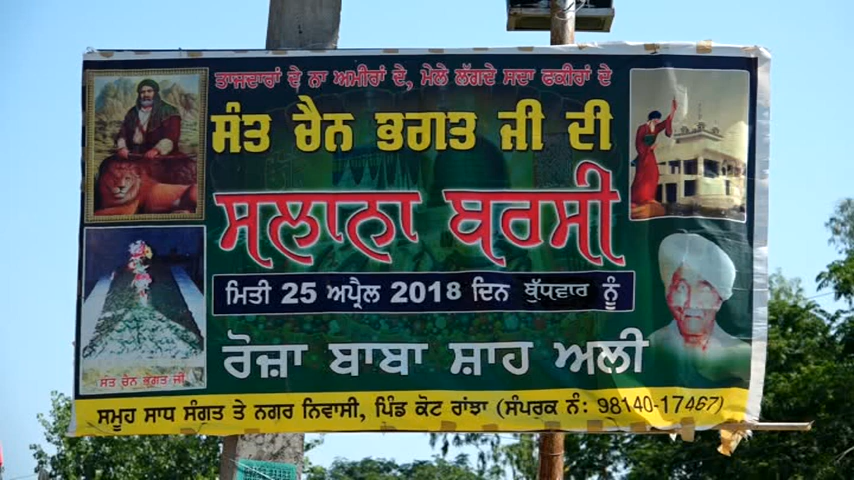 ਤਾਜਦਾਰਾਂ ਦੇ ਨਾ ਅਮੀਰਾਂ ਦੇ, ਮੇਲੇ ਲੱਗਦੇ ਸਦਾ ਫਕੀਰਾਂ ਦੇ
ਸੰਤ ਚੈਨ ਭਗਤ ਜੀ ਦੀ
ਸਲਾਨਾ ਬਰਸੀ
ਮਿਤੀ 25 ਅਪ੍ਰੈਲ 2018 ਦਿਨ ਬੁੱਧਵਾਰ ਨੂੰ
ਰੋਜ਼ਾ ਬਾਬਾ ਸ਼ਾਹ ਅਲੀ
ਸੰਤ ਚੈਨ ਭਗਤ ਜੀ
ਸਮੂਹ ਸਾਧ ਸੰਗਤ ਤੇ ਨਗਰ ਨਿਵਾਸੀ, ਪਿੰਡ ਕੋਟ ਰਾਂਝਾ (ਸੰਪਰਕ ਨੰ: 98140-17467)